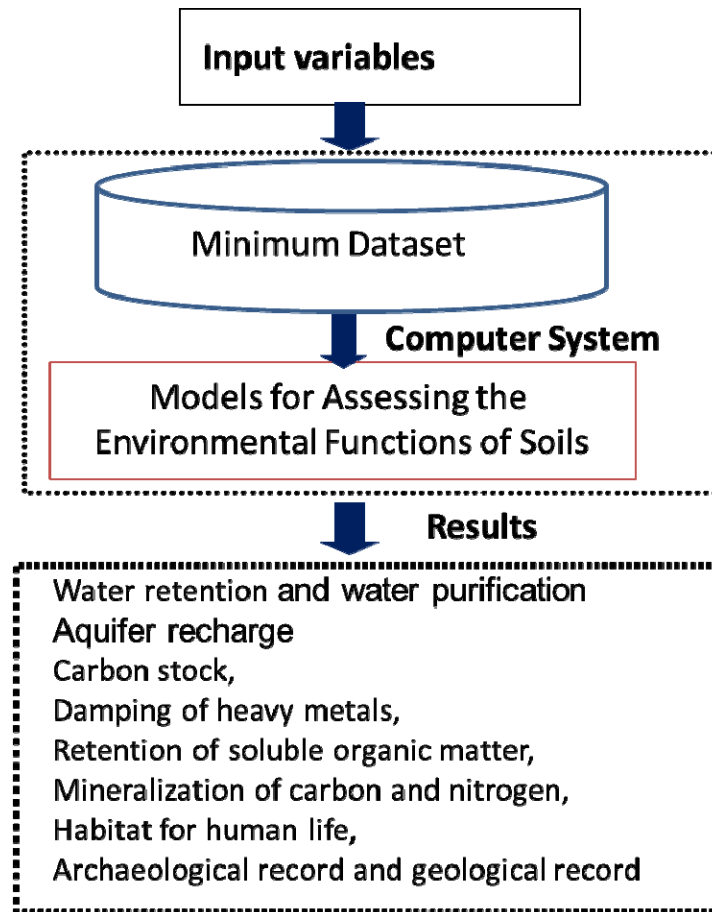 Input variables
Minimum Dataset
Computer System
Models for Assessing the
Environmental Functions of Soils
Results
Water retention and water purification
Aquifer recharge
Carbon stock,
Damping of heavy metals,
Retention of soluble organic matter,
Mineralization of carbon and nitrogen,
Habitat for human life,
Archaeological record and geological record